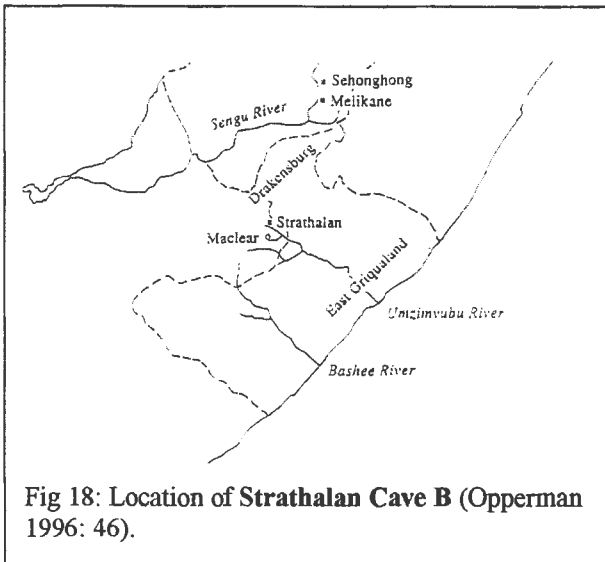 Sehonghong
Melikane
Sengu River
Drakensburg
Strathalan
Maclear
East Griqualand
Umzimvubu River
Bashee River
Fig 18: Location of Strathalan Cave B (Opperman
1996: 46).